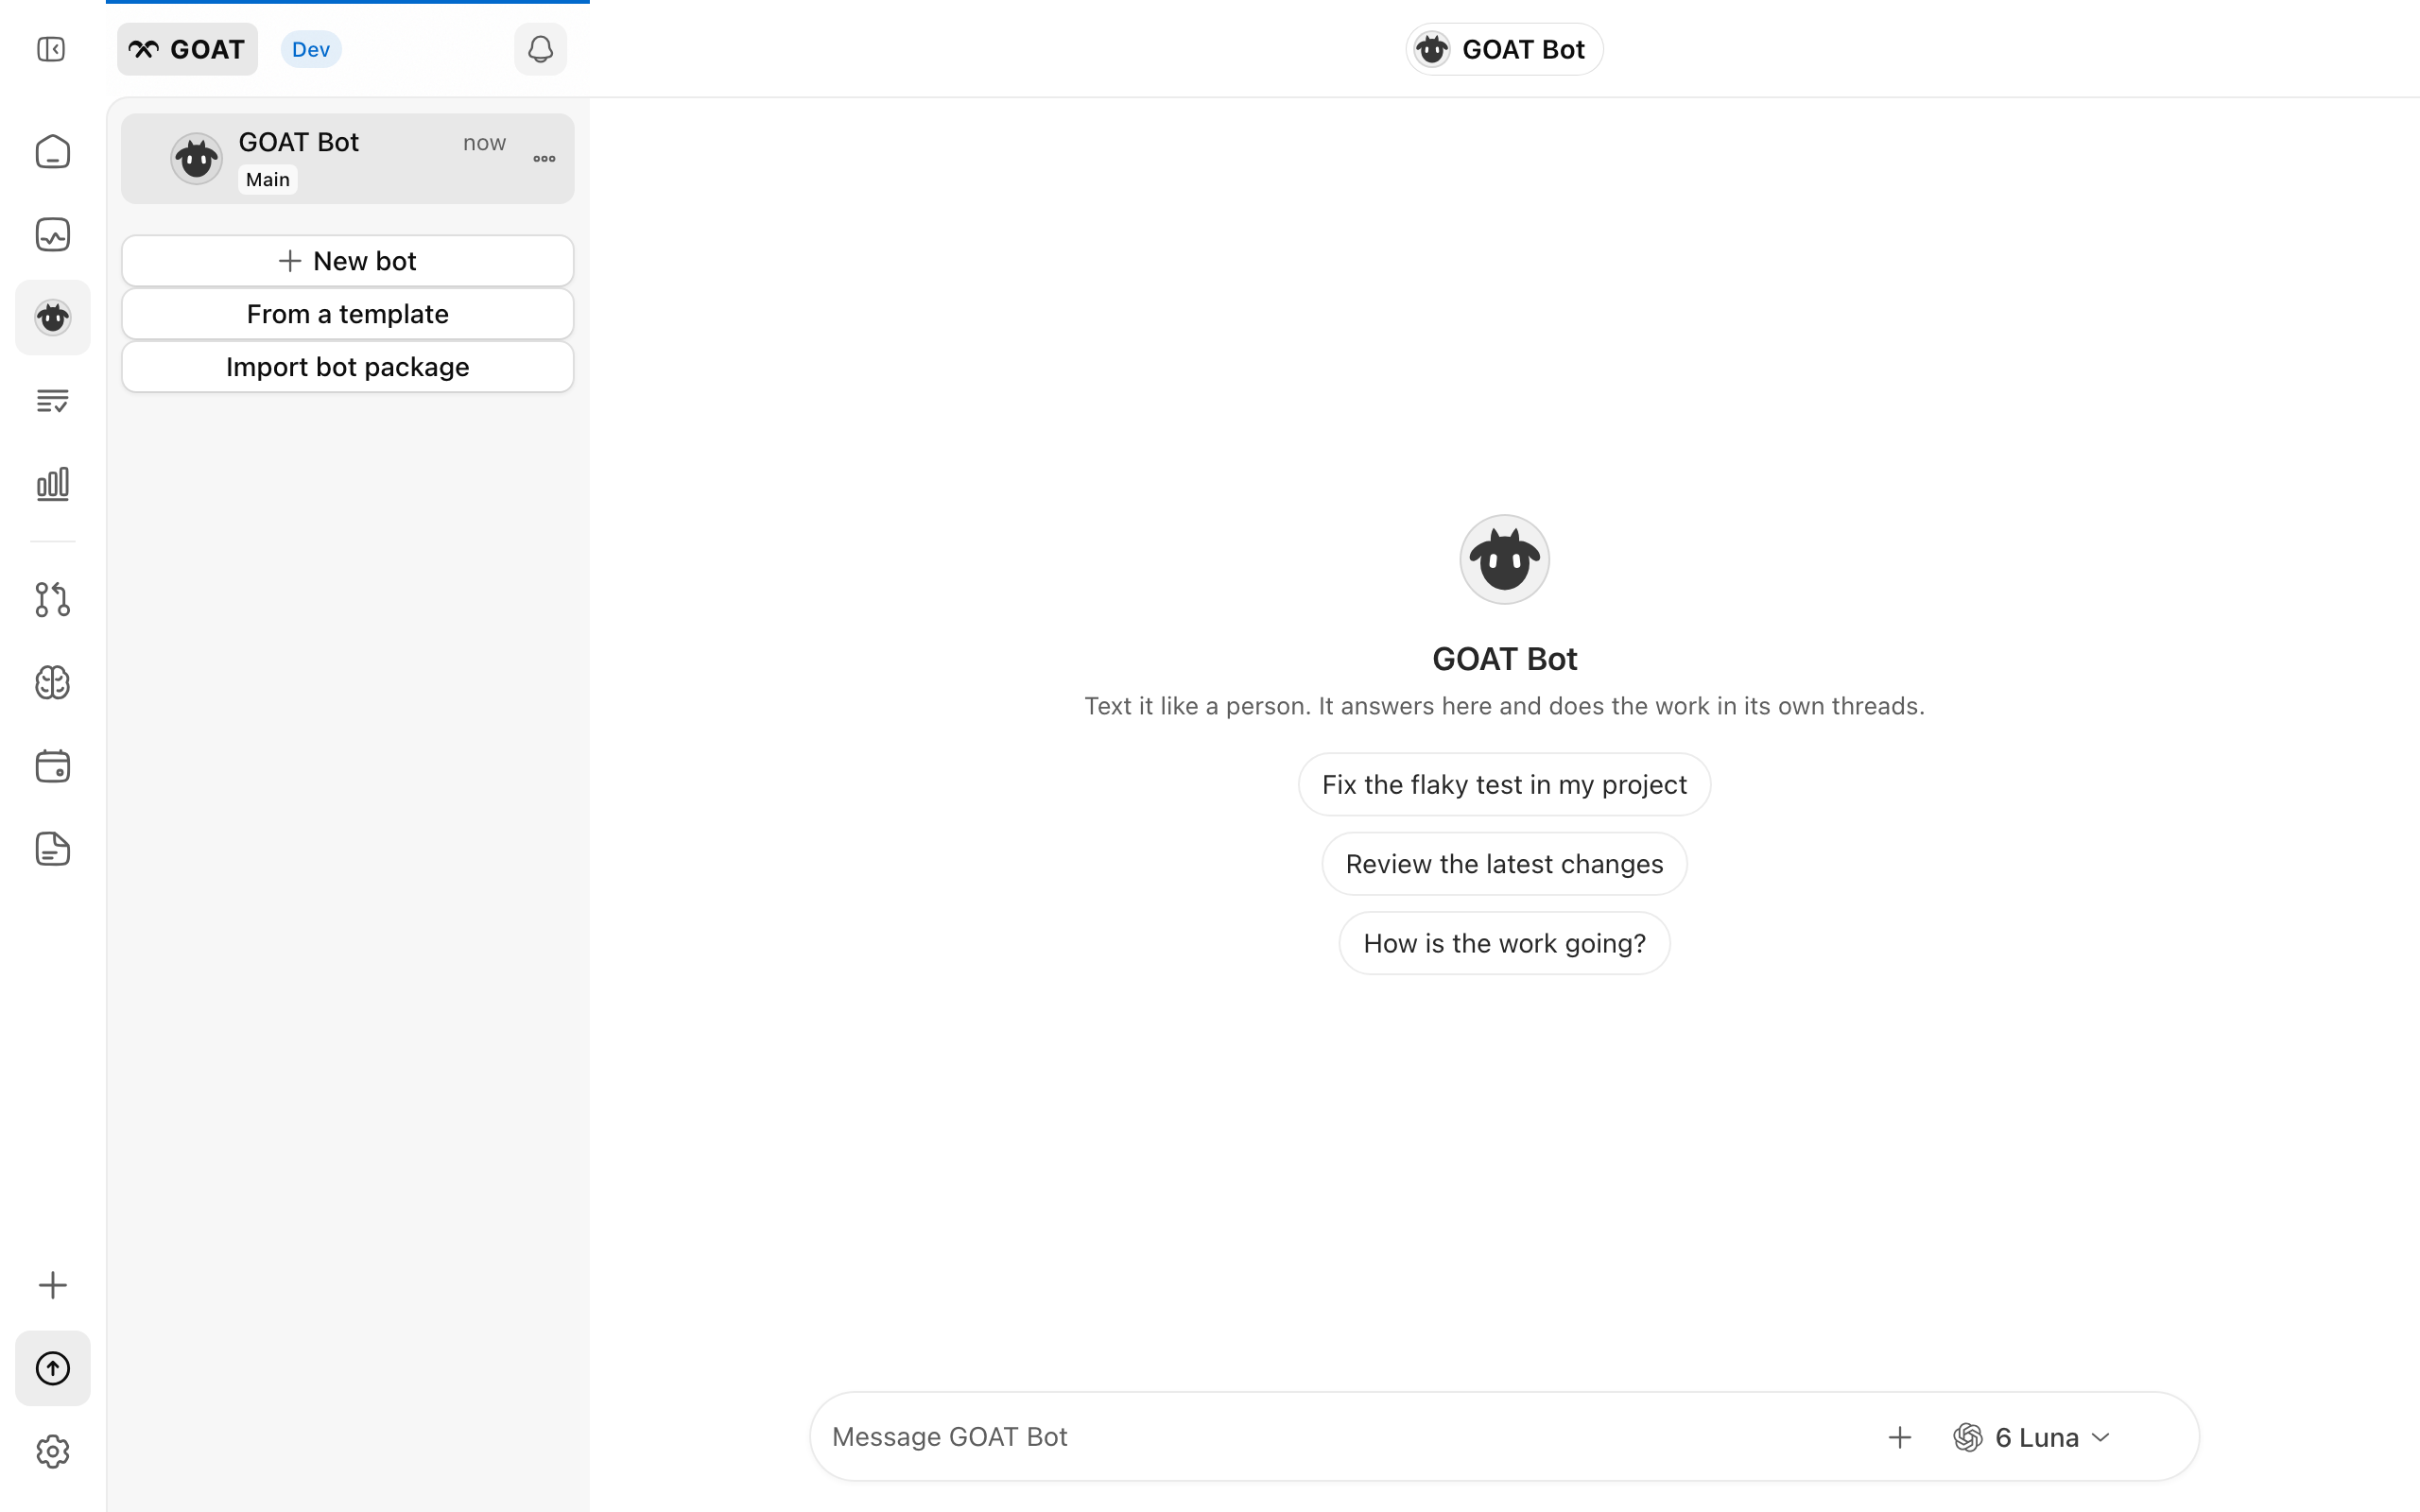 GOAT
Dev
GOAT Bot
GOAT Bot
now
Main
New bot
From a template
Import bot package
GOAT Bot
Text it like a person. It answers here and does the work in its own threads.
Fix the flaky test in my project
Review the latest changes
How is the work going?
Message GOAT Bot
6 Luna